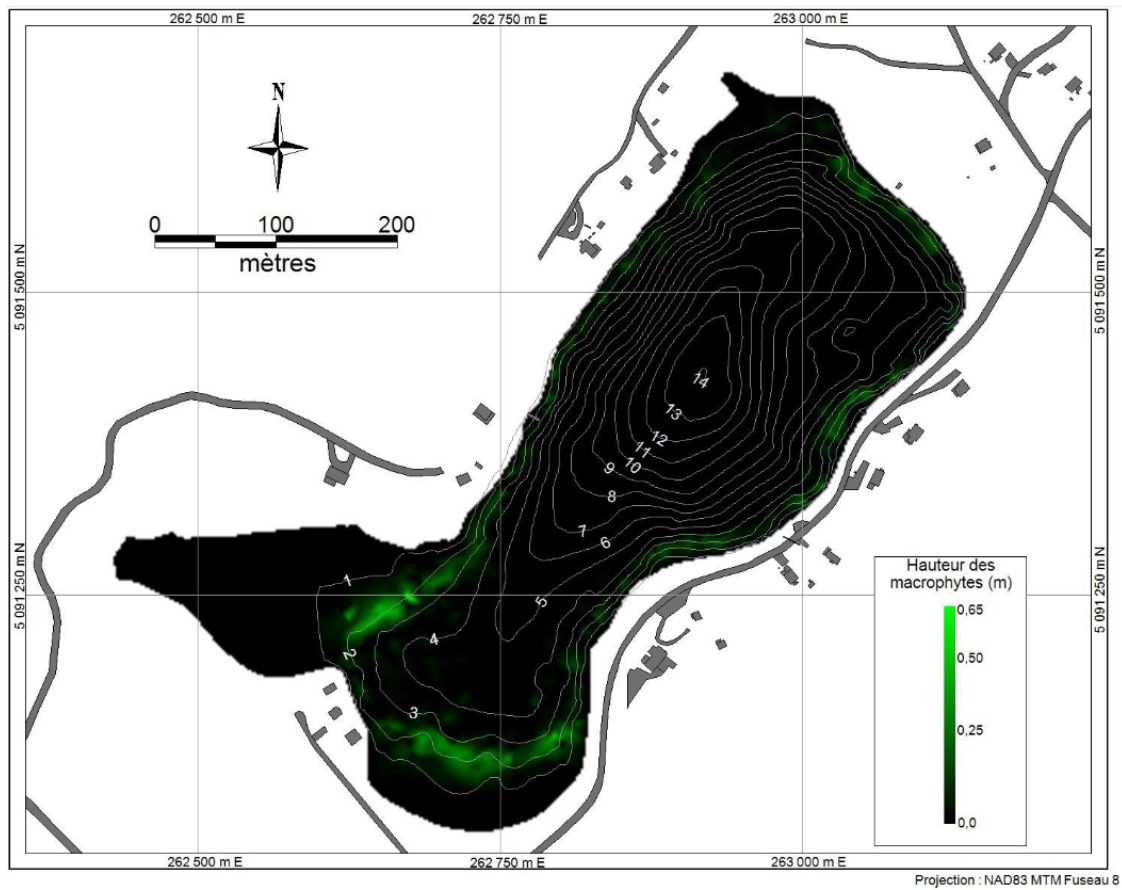 262 500 m E
262 750 m E
263 000 m E
N
0 100 200
mètres
5 091 500 m N
5 091 500 m N
14
13
12
11
10
9
8
7
6
5
4
3
2
1
5 091 250 m N
5 091 250 m N
Hauteur des
macrophytes (m)
0,65
0,50
0,25
0,0
262 500 m E
262 750 m E
263 000 m E
Projection : NAD83 MTM Fuseau 8